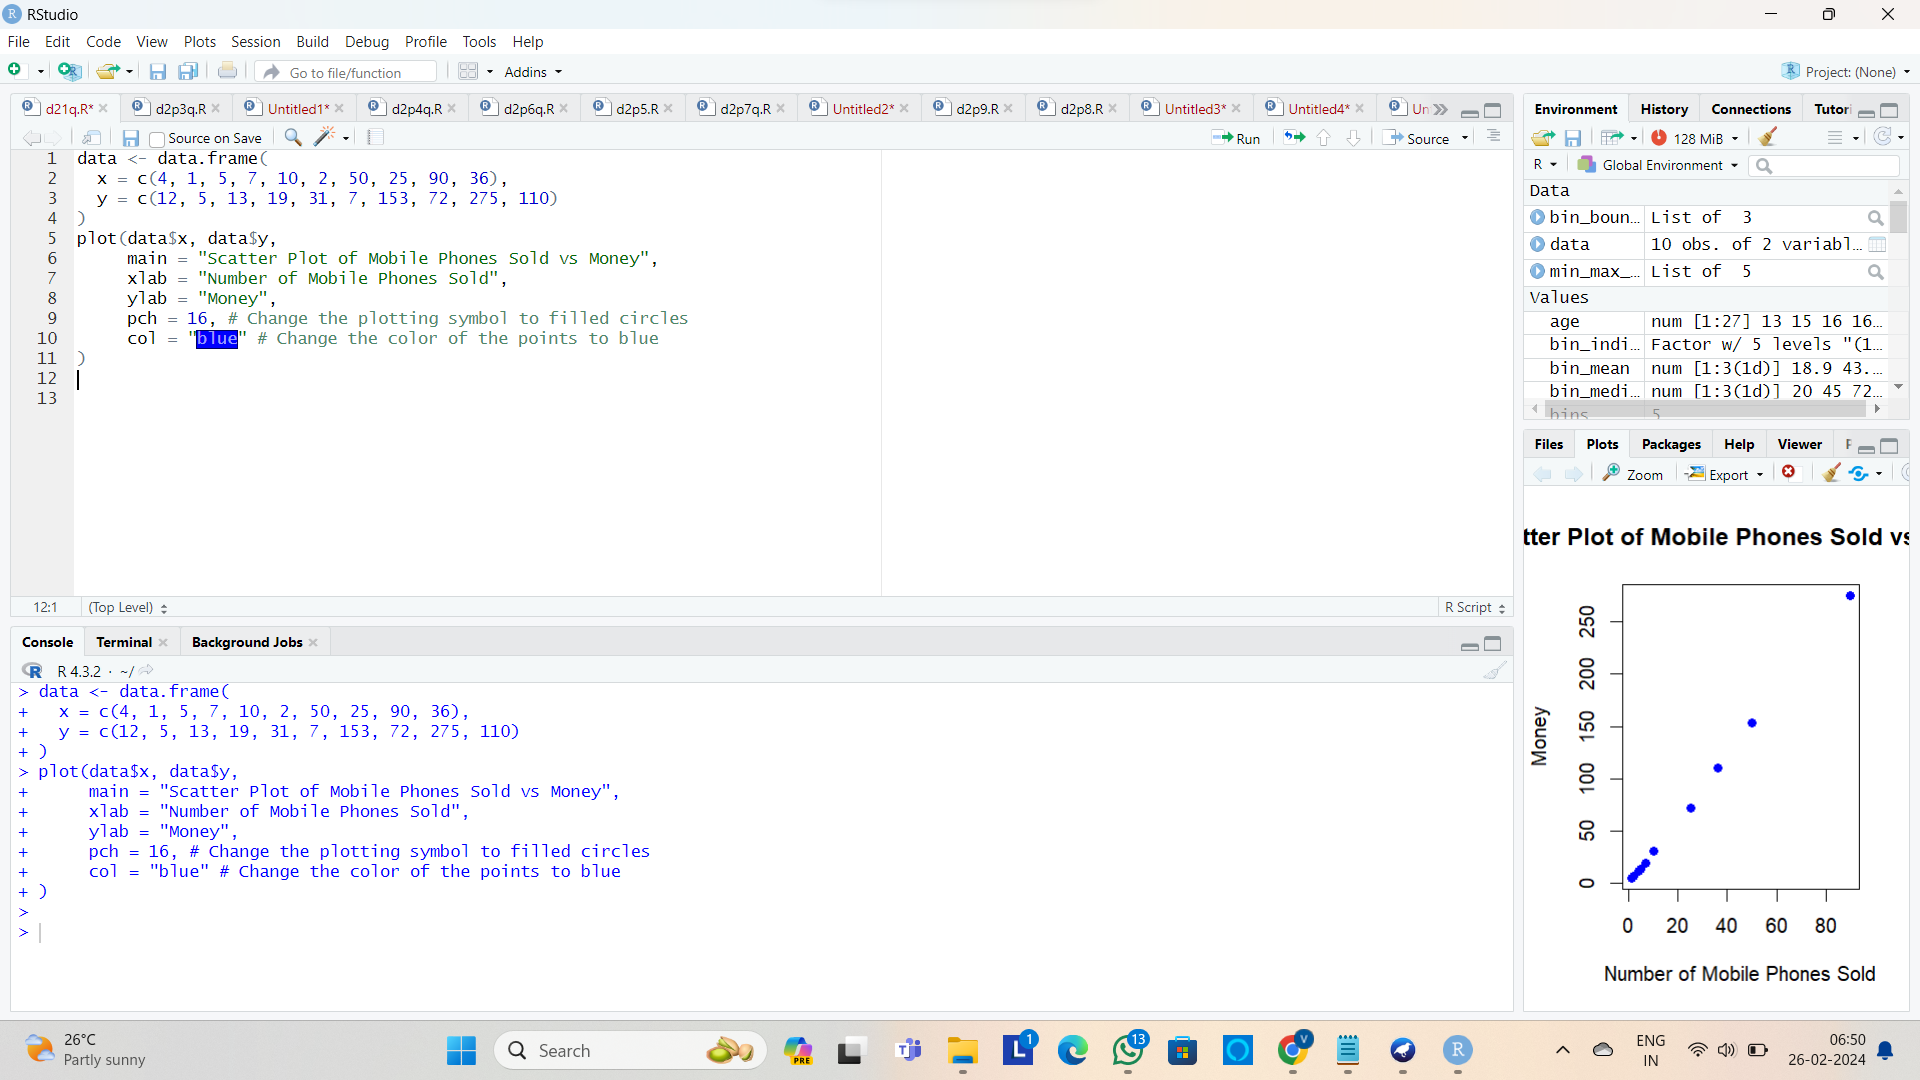 RStudio
File Edit Code View Plots Session Build Debug Profile Tools Help
Go to file/function Addins Project: (None)
d21q.R* d2p3q.R Untitled1* d2p4q.R d2p6q.R d2p5.R d2p7q.R Untitled2* d2p9.R d2p8.R Untitled3* Untitled4* Un
Source on Save Run Source
1 data <- data.frame(
2 x = c(4, 1, 5, 7, 10, 2, 50, 25, 90, 36),
3 y = c(12, 5, 13, 19, 31, 7, 153, 72, 275, 110)
4 )
5 plot(data$x, data$y,
6 main = "Scatter Plot of Mobile Phones Sold vs Money",
7 xlab = "Number of Mobile Phones Sold",
8 ylab = "Money",
9 pch = 16, # Change the plotting symbol to filled circles
10 col = "blue" # Change the color of the points to blue
11 )
12
13
12:1 (Top Level) R Script
Console Terminal Background Jobs
R 4.3.2 · ~/
> data <- data.frame(
+ x = c(4, 1, 5, 7, 10, 2, 50, 25, 90, 36),
+ y = c(12, 5, 13, 19, 31, 7, 153, 72, 275, 110)
+ )
> plot(data$x, data$y,
+ main = "Scatter Plot of Mobile Phones Sold vs Money",
+ xlab = "Number of Mobile Phones Sold",
+ ylab = "Money",
+ pch = 16, # Change the plotting symbol to filled circles
+ col = "blue" # Change the color of the points to blue
+ )
>
>
Environment History Connections Tutori
128 MiB
R Global Environment
Data
bin_boun… List of 3
data 10 obs. of 2 variabl…
min_max_… List of 5
Values
age num [1:27] 13 15 16 16…
bin_indi… Factor w/ 5 levels "(1…
bin_mean num [1:3(1d)] 18.9 43.…
bin_medi… num [1:3(1d)] 20 45 72…
bins 5
Files Plots Packages Help Viewer P
Zoom Export
tter Plot of Mobile Phones Sold vs
Money
250
200
150
100
50
0
0 20 40 60 80
Number of Mobile Phones Sold
26°C
Partly sunny
Search
PRE
L 1
13
V
R
ENG
IN
06:50
26-02-2024